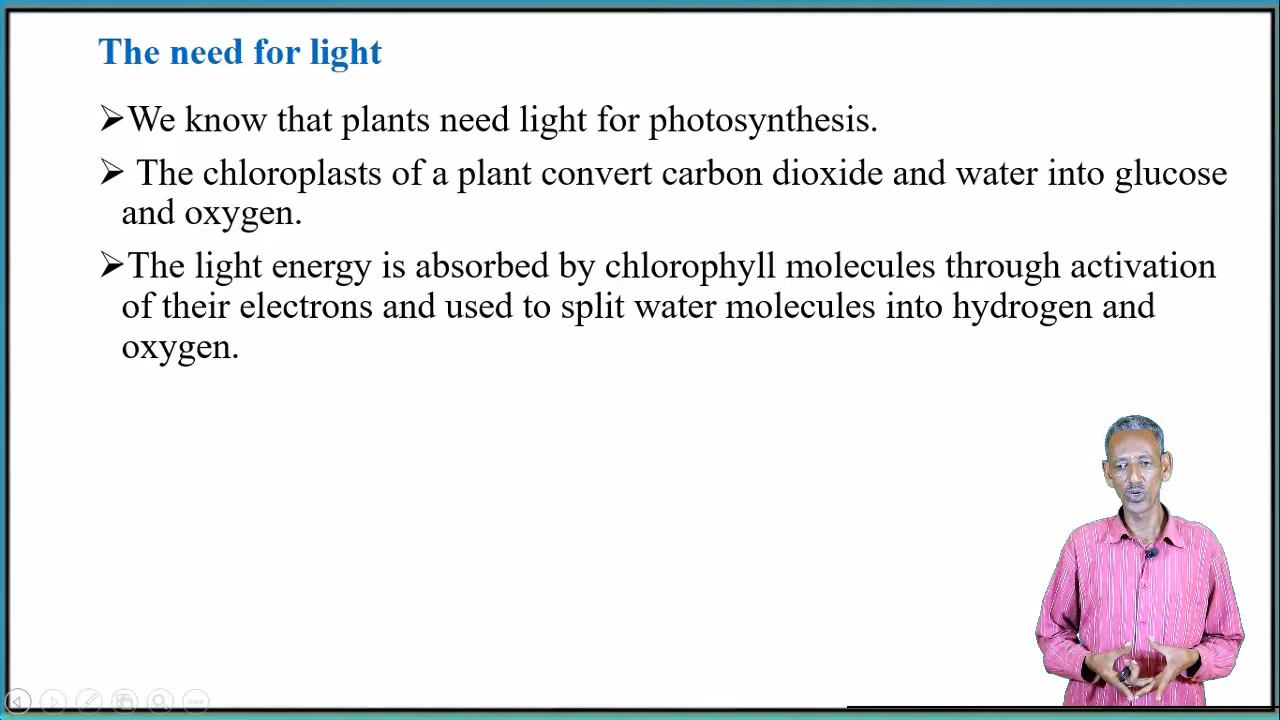 The need for light
➢We know that plants need light for photosynthesis.
➢ The chloroplasts of a plant convert carbon dioxide and water into glucose
and oxygen.
➢The light energy is absorbed by chlorophyll molecules through activation
of their electrons and used to split water molecules into hydrogen and
oxygen.